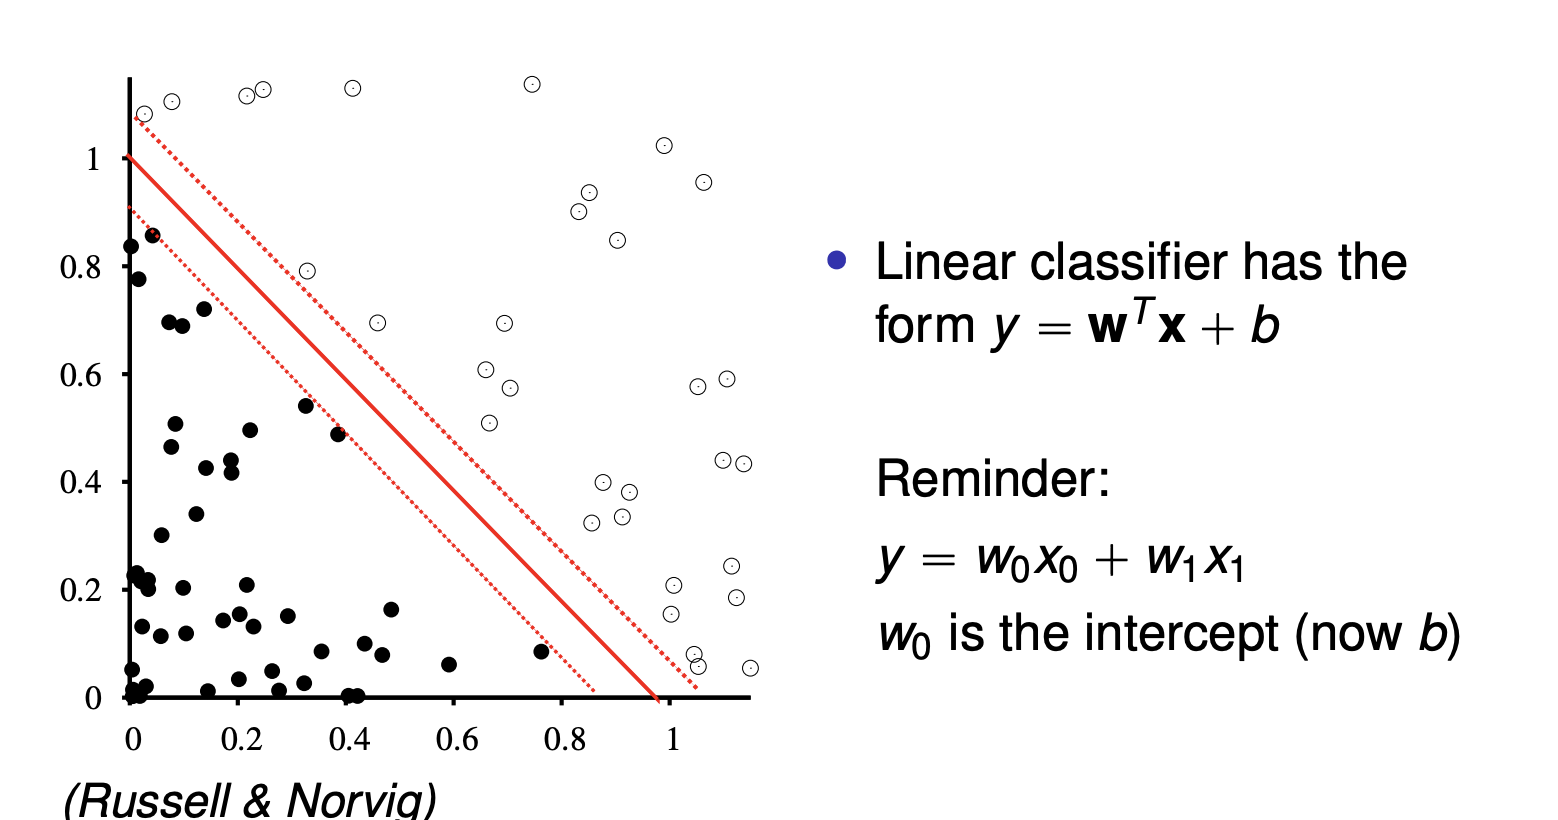 1
0.8
0.6
0.4
0.2
0
0 0.2 0.4 0.6 0.8 1
(Russell & Norvig)
• Linear classifier has the
form y = wᵀx + b
Reminder:
y = w₀x₀ + w₁x₁
w₀ is the intercept (now b)